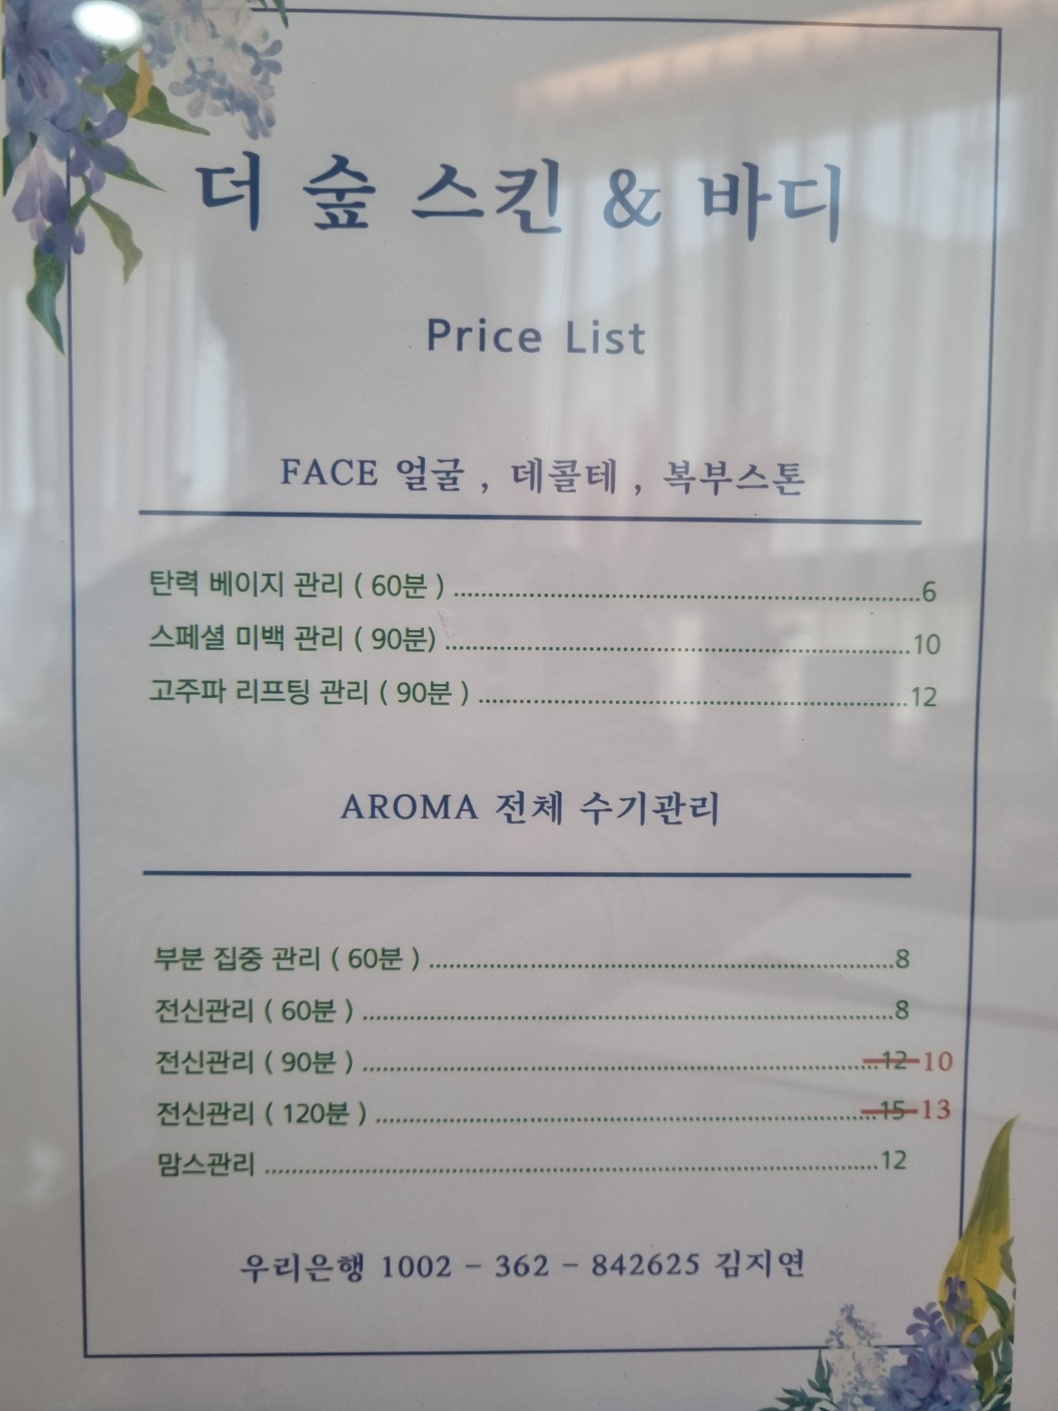 더 숲 스킨 & 바디
Price List
FACE 얼굴 , 데콜테 , 복부스톤
탄력 베이지 관리 ( 60분 ) 6
스페셜 미백 관리 ( 90분) 10
고주파 리프팅 관리 ( 90분 ) 12
AROMA 전체 수기관리
부분 집중 관리 ( 60분 ) 8
전신관리 ( 60분 ) 8
전신관리 ( 90분 ) 12 10
전신관리 ( 120분 ) 15 13
맘스관리 12
우리은행 1002 - 362 - 842625 김지연